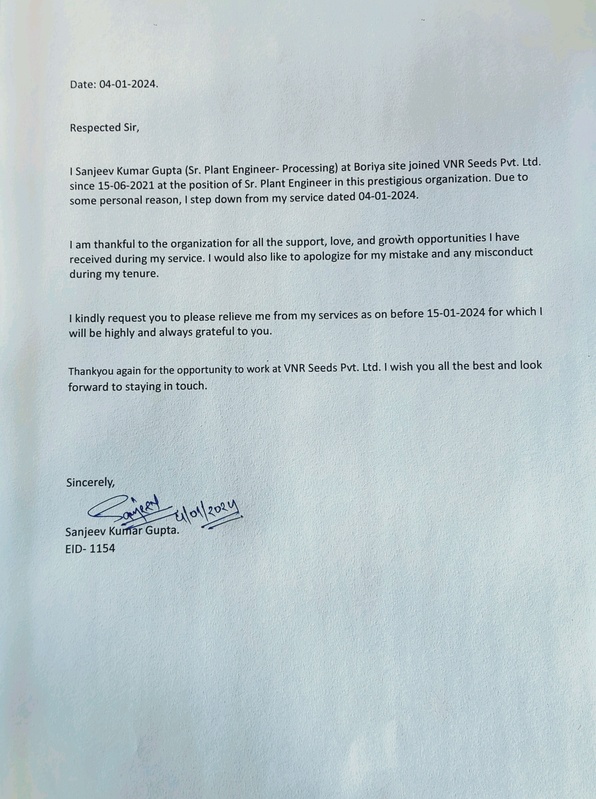 Date: 04-01-2024.
Respected Sir,
I Sanjeev Kumar Gupta (Sr. Plant Engineer- Processing) at Boriya site joined VNR Seeds Pvt. Ltd.
since 15-06-2021 at the position of Sr. Plant Engineer in this prestigious organization. Due to
some personal reason, I step down from my service dated 04-01-2024.
I am thankful to the organization for all the support, love, and growth opportunities I have
received during my service. I would also like to apologize for my mistake and any misconduct
during my tenure.
I kindly request you to please relieve me from my services as on before 15-01-2024 for which I
will be highly and always grateful to you.
Thankyou again for the opportunity to work at VNR Seeds Pvt. Ltd. I wish you all the best and look
forward to staying in touch.
Sincerely,
Sanjeev 4/01/2024
Sanjeev Kumar Gupta.
EID- 1154